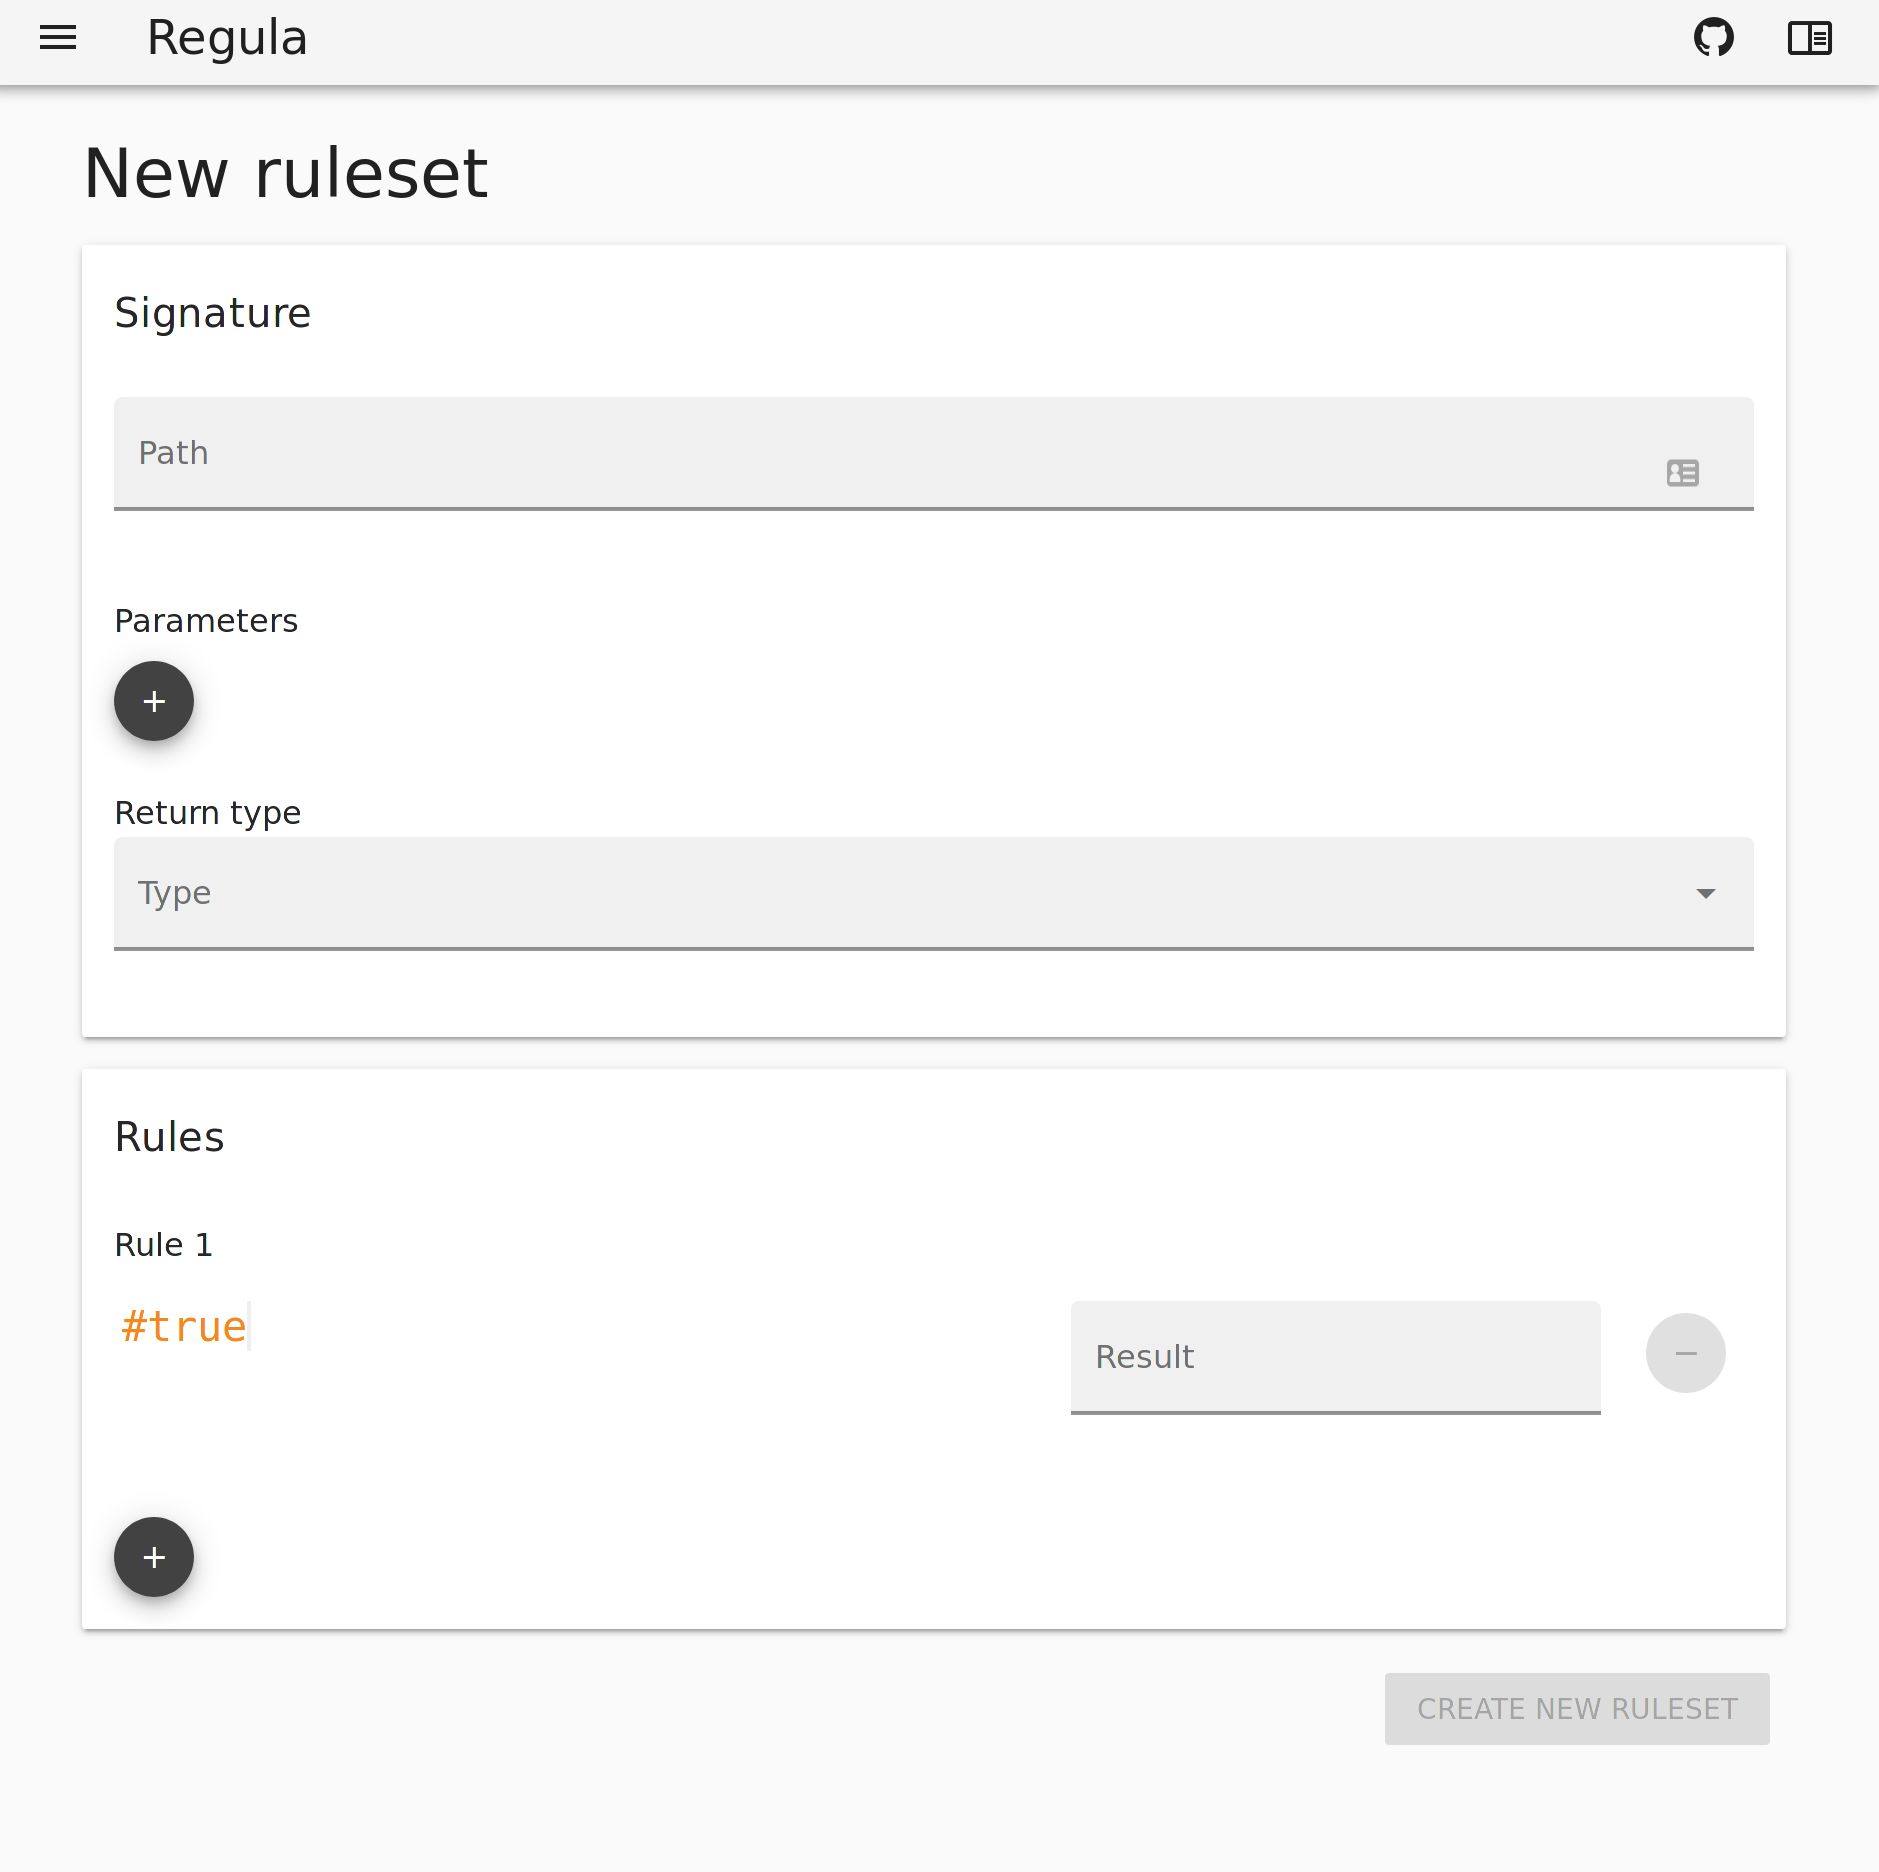 Regula
New ruleset
Signature
Path
Parameters
+
Return type
Type
Rules
Rule 1
#true
Result
−
+
CREATE NEW RULESET